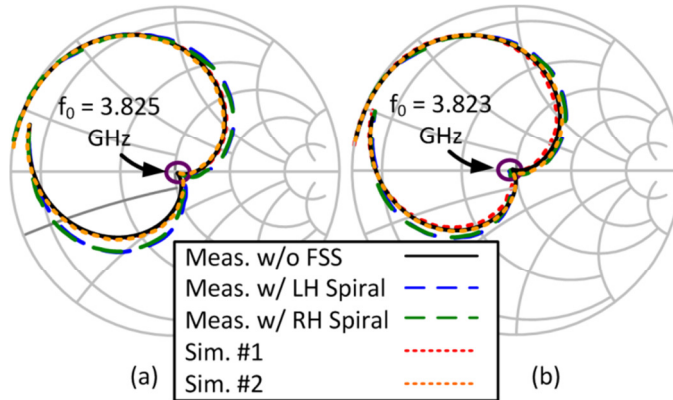 f₀ = 3.825
GHz
f₀ = 3.823
GHz
Meas. w/o FSS
Meas. w/ LH Spiral
Meas. w/ RH Spiral
Sim. #1
Sim. #2
(a)
(b)